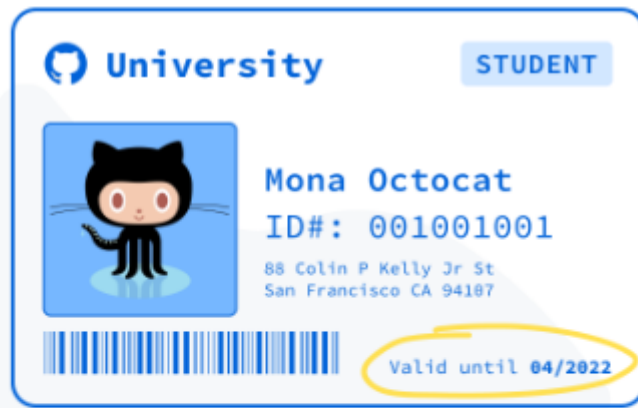 University
STUDENT
Mona Octocat
ID#: 001001001
88 Colin P Kelly Jr St
San Francisco CA 94107
Valid until 04/2022